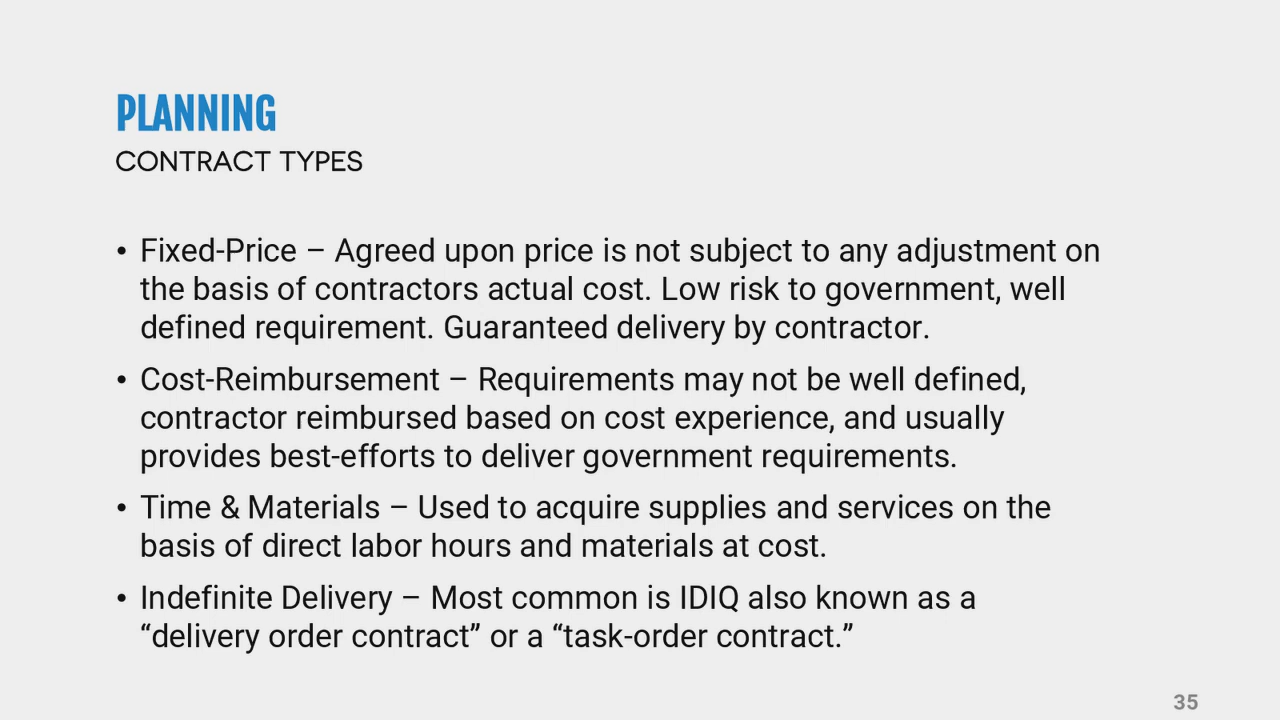 PLANNING
CONTRACT TYPES
• Fixed-Price – Agreed upon price is not subject to any adjustment on
the basis of contractors actual cost. Low risk to government, well
defined requirement. Guaranteed delivery by contractor.
• Cost-Reimbursement – Requirements may not be well defined,
contractor reimbursed based on cost experience, and usually
provides best-efforts to deliver government requirements.
• Time & Materials – Used to acquire supplies and services on the
basis of direct labor hours and materials at cost.
• Indefinite Delivery – Most common is IDIQ also known as a
“delivery order contract” or a “task-order contract.”
35